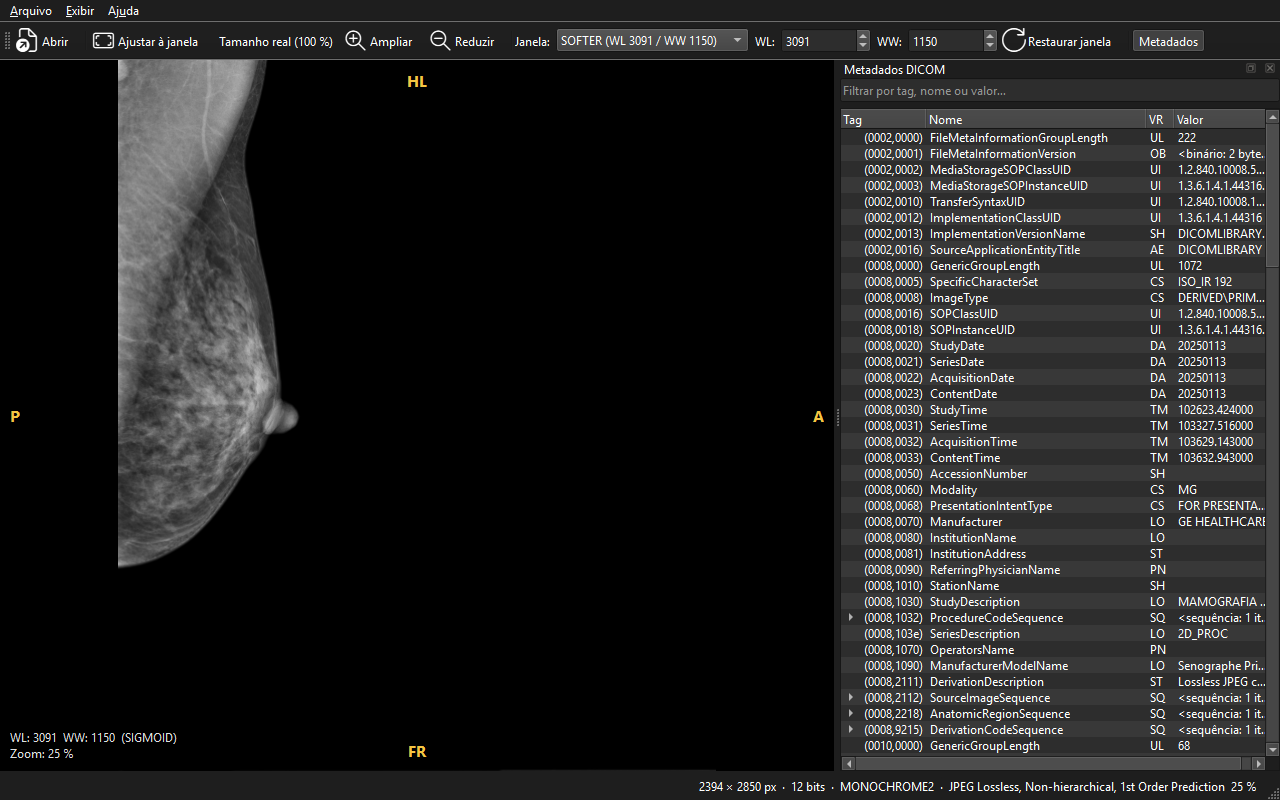 Arquivo Exibir Ajuda
Abrir Ajustar à janela Tamanho real (100 %) Ampliar Reduzir Janela: SOFTER (WL 3091 / WW 1150) WL: 3091 WW: 1150 Restaurar janela Metadados
HL
P
A
FR
WL: 3091 WW: 1150 (SIGMOID)
Zoom: 25 %
Metadados DICOM
Filtrar por tag, nome ou valor...
Tag Nome VR Valor
(0002,0000) FileMetaInformationGroupLength UL 222
(0002,0001) FileMetaInformationVersion OB <binário: 2 byte...
(0002,0002) MediaStorageSOPClassUID UI 1.2.840.10008.5...
(0002,0003) MediaStorageSOPInstanceUID UI 1.3.6.1.4.1.44316...
(0002,0010) TransferSyntaxUID UI 1.2.840.10008.1...
(0002,0012) ImplementationClassUID UI 1.3.6.1.4.1.44316
(0002,0013) ImplementationVersionName SH DICOMLIBRARY...
(0002,0016) SourceApplicationEntityTitle AE DICOMLIBRARY
(0008,0000) GenericGroupLength UL 1072
(0008,0005) SpecificCharacterSet CS ISO_IR 192
(0008,0008) ImageType CS DERIVED\PRIM...
(0008,0016) SOPClassUID UI 1.2.840.10008.5...
(0008,0018) SOPInstanceUID UI 1.3.6.1.4.1.44316...
(0008,0020) StudyDate DA 20250113
(0008,0021) SeriesDate DA 20250113
(0008,0022) AcquisitionDate DA 20250113
(0008,0023) ContentDate DA 20250113
(0008,0030) StudyTime TM 102623.424000
(0008,0031) SeriesTime TM 103327.516000
(0008,0032) AcquisitionTime TM 103629.143000
(0008,0033) ContentTime TM 103632.943000
(0008,0050) AccessionNumber SH
(0008,0060) Modality CS MG
(0008,0068) PresentationIntentType CS FOR PRESENTA...
(0008,0070) Manufacturer LO GE HEALTHCARE
(0008,0080) InstitutionName LO
(0008,0081) InstitutionAddress ST
(0008,0090) ReferringPhysicianName PN
(0008,1010) StationName SH
(0008,1030) StudyDescription LO MAMOGRAFIA ...
(0008,1032) ProcedureCodeSequence SQ <sequência: 1 it...
(0008,103e) SeriesDescription LO 2D_PROC
(0008,1070) OperatorsName PN
(0008,1090) ManufacturerModelName LO Senographe Pri...
(0008,2111) DerivationDescription ST Lossless JPEG c...
(0008,2112) SourceImageSequence SQ <sequência: 1 it...
(0008,2218) AnatomicRegionSequence SQ <sequência: 1 it...
(0008,9215) DerivationCodeSequence SQ <sequência: 1 it...
(0010,0000) GenericGroupLength UL 68
2394 × 2850 px · 12 bits · MONOCHROME2 · JPEG Lossless, Non-hierarchical, 1st Order Prediction 25 %